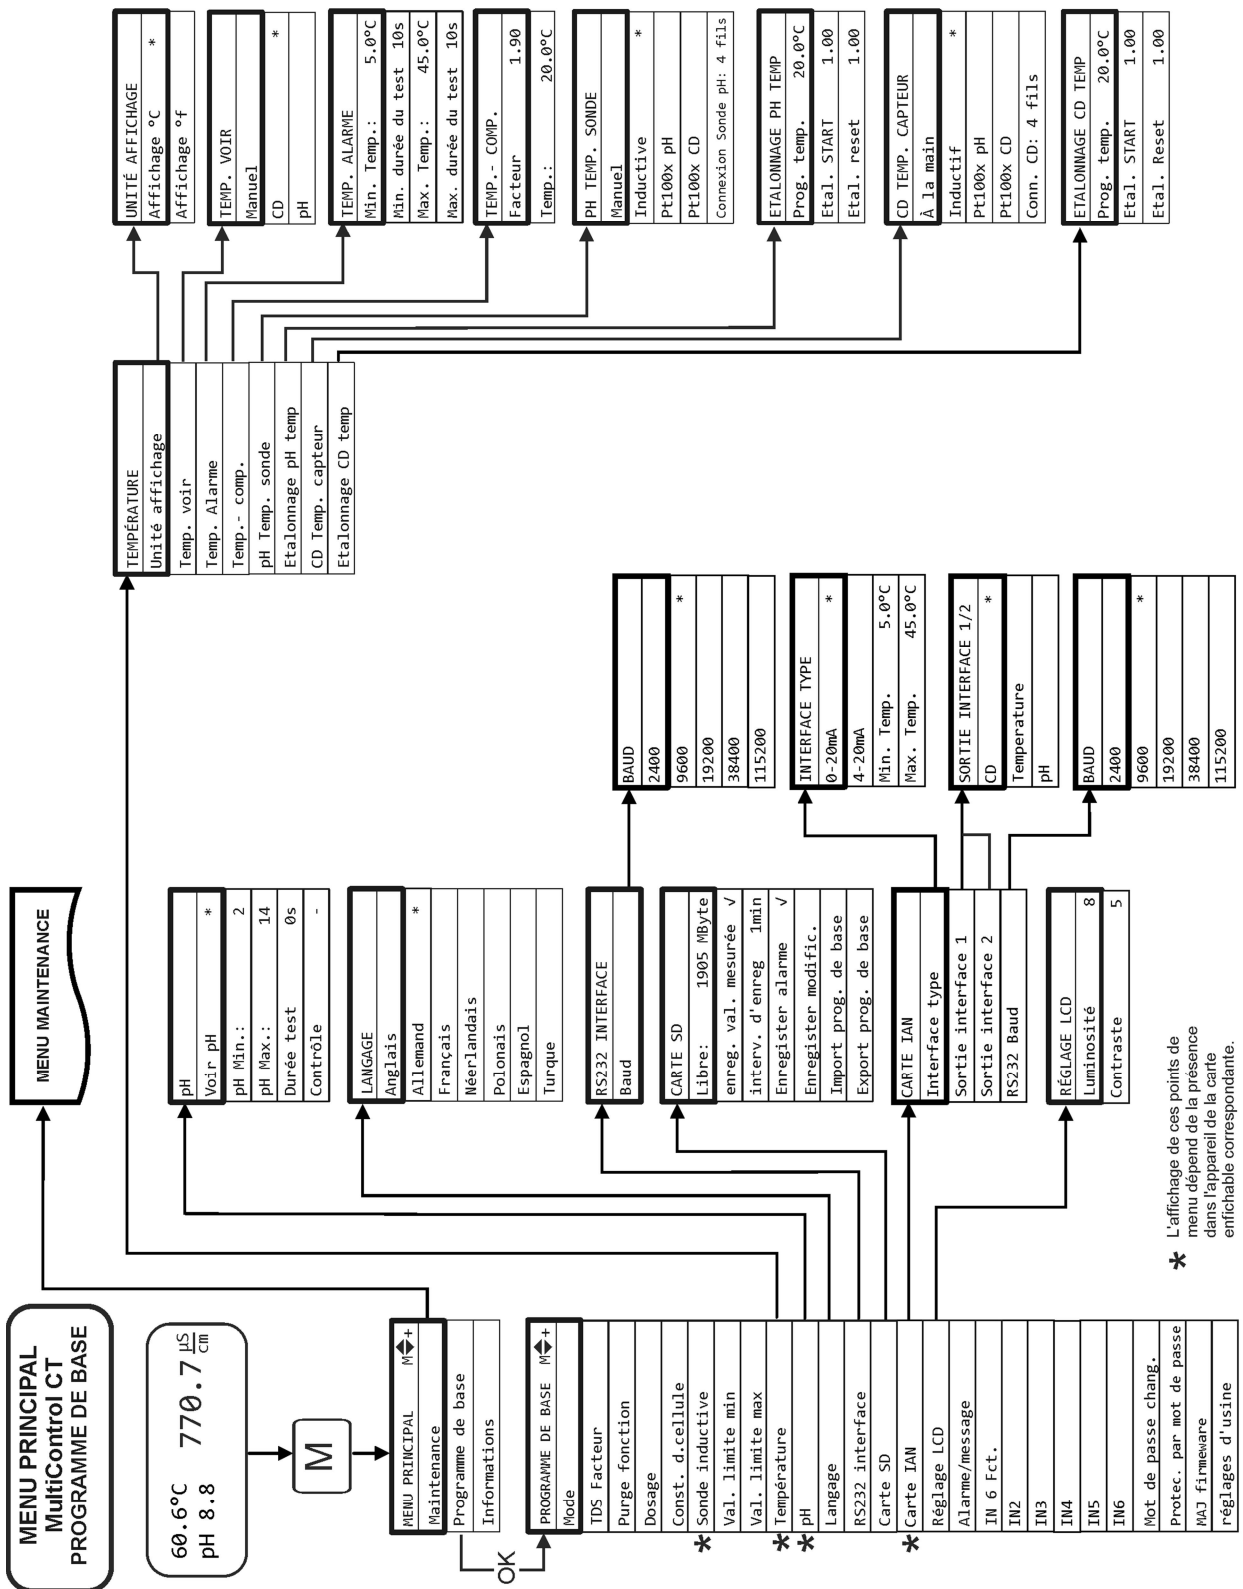 MENU PRINCIPAL
MultiControl CT
PROGRAMME DE BASE
60.6°C
pH 8.8
770.7 µS
cm
M
MENU PRINCIPAL M +
Maintenance
Programme de base
Informations
OK
PROGRAMME DE BASE M +
Mode
TDS Facteur
Purge fonction
Dosage
Const. d.cellule
* Sonde inductive
Val. limite min
Val. limite max
* Température
* pH
Langage
RS232 interface
Carte SD
* Carte IAN
Réglage LCD
Alarme/message
IN 6 Fct.
IN2
IN3
IN4
IN5
IN6
Mot de passe chang.
Protec. par mot de passe
MAJ firmeware
réglages d'usine
MENU MAINTENANCE
pH
Voir pH *
pH Min.: 2
pH Max.: 14
Durée test 0s
Contrôle -
LANGAGE
Anglais
Allemand *
Français
Néerlandais
Polonais
Espagnol
Turque
RS232 INTERFACE
Baud
CARTE SD
Libre: 1905 MByte
enreg. val. mesurée √
interv. d'enreg 1min
Enregister alarme √
Enregister modific.
Import prog. de base
Export prog. de base
CARTE IAN
Interface type
Sortie interface 1
Sortie interface 2
RS232 Baud
RÉGLAGE LCD
Luminosité 8
Contraste 5
* L'affichage de ces points de
menu dépend de la présence
dans l'appareil de la carte
enfichable correspondante.
TEMPÉRATURE
Unité affichage
Temp. voir
Temp. Alarme
Temp.- comp.
pH Temp. sonde
Etalonnage pH temp
CD Temp. capteur
Etalonnage CD temp
BAUD
2400
9600 *
19200
38400
115200
INTERFACE TYPE
0-20mA *
4-20mA
Min. Temp. 5.0°C
Max. Temp. 45.0°C
SORTIE INTERFACE 1/2
CD *
Temperature
pH
BAUD
2400
9600 *
19200
38400
115200
UNITÉ AFFICHAGE
Affichage °C *
Affichage °f
TEMP. VOIR
Manuel
CD *
pH
TEMP. ALARME
Min. Temp.: 5.0°C
Min. durée du test 10s
Max. Temp.: 45.0°C
Max. durée du test 10s
TEMP.- COMP.
Facteur 1.90
Temp.: 20.0°C
PH TEMP. SONDE
Manuel
Inductive *
Pt100x pH
Pt100x CD
Connexion Sonde pH: 4 fils
ETALONNAGE PH TEMP
Prog. temp. 20.0°C
Etal. START 1.00
Etal. reset 1.00
CD TEMP. CAPTEUR
À la main
Inductif *
Pt100x pH
Pt100x CD
Conn. CD: 4 fils
ETALONNAGE CD TEMP
Prog. temp. 20.0°C
Etal. START 1.00
Etal. Reset 1.00